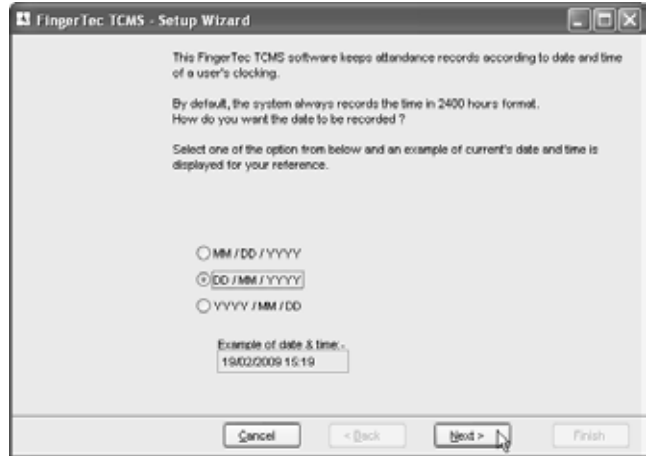 FingerTec TCMS - Setup Wizard
This FingerTec TCMS software keeps attendance records according to date and time
of a user's clocking.
By default, the system always records the time in 2400 hours format.
How do you want the date to be recorded ?
Select one of the option from below and an example of current's date and time is
displayed for your reference.
MM / DD / YYYY
DD / MM / YYYY
YYYY / MM / DD
Example of date & time:-
19/02/2009 15:19
Cancel < Back Next > Finish